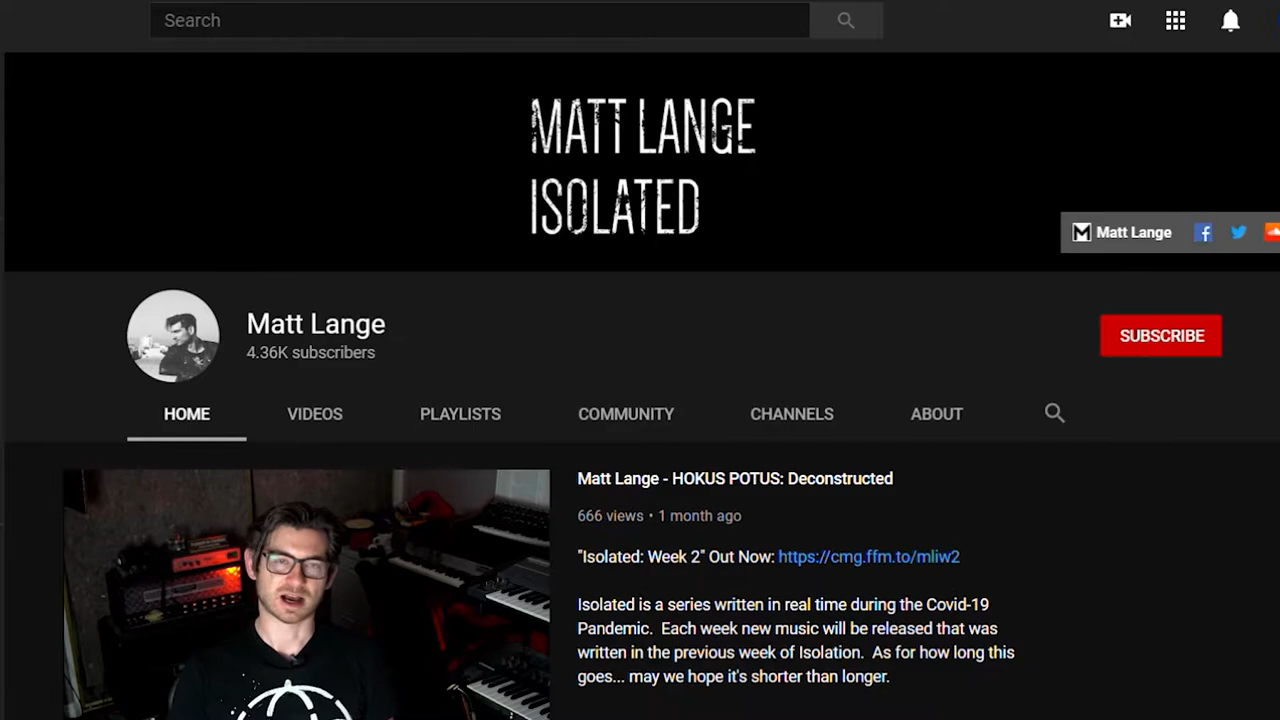 Search
MATT LANGE
ISOLATED
Matt Lange
Matt Lange
4.36K subscribers
SUBSCRIBE
HOME VIDEOS PLAYLISTS COMMUNITY CHANNELS ABOUT
Matt Lange - HOKUS POTUS: Deconstructed
666 views • 1 month ago
"Isolated: Week 2" Out Now: https://cmg.ffm.to/mliw2
Isolated is a series written in real time during the Covid-19
Pandemic.  Each week new music will be released that was
written in the previous week of Isolation.  As for how long this
goes... may we hope it's shorter than longer.